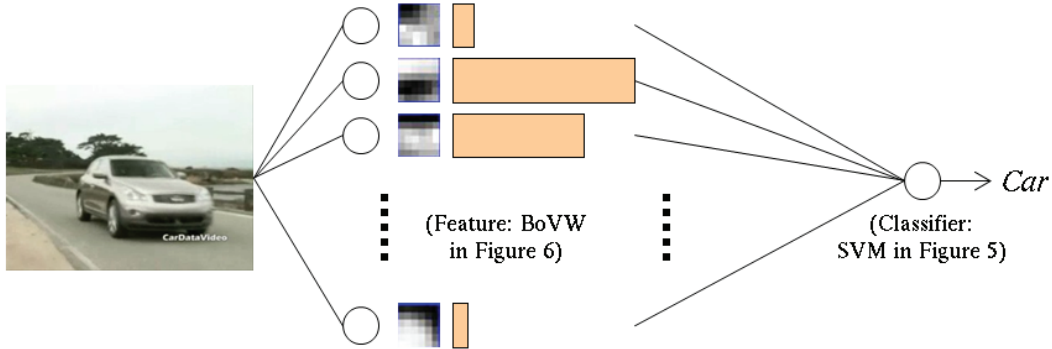 CarDataVideo
(Feature: BoVW
in Figure 6)
(Classifier:
SVM in Figure 5)
Car